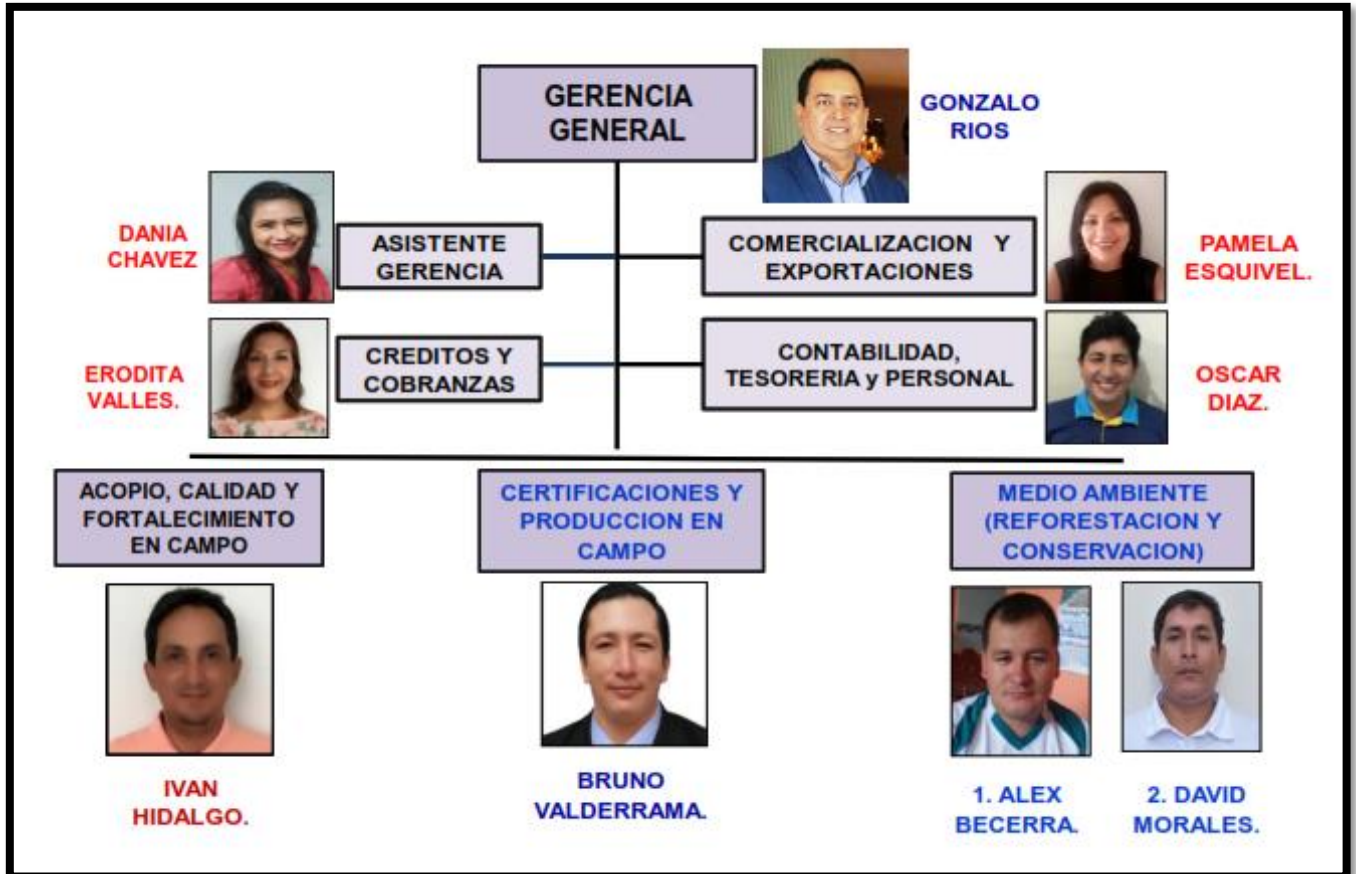 GERENCIA
GENERAL
GONZALO
RIOS
DANIA
CHAVEZ
ASISTENTE
GERENCIA
COMERCIALIZACION Y
EXPORTACIONES
PAMELA
ESQUIVEL.
ERODITA
VALLES.
CREDITOS Y
COBRANZAS
CONTABILIDAD,
TESORERIA y PERSONAL
OSCAR
DIAZ.
ACOPIO, CALIDAD Y
FORTALECIMIENTO
EN CAMPO
CERTIFICACIONES Y
PRODUCCION EN
CAMPO
MEDIO AMBIENTE
(REFORESTACION Y
CONSERVACION)
IVAN
HIDALGO.
BRUNO
VALDERRAMA.
1. ALEX
BECERRA.
2. DAVID
MORALES.